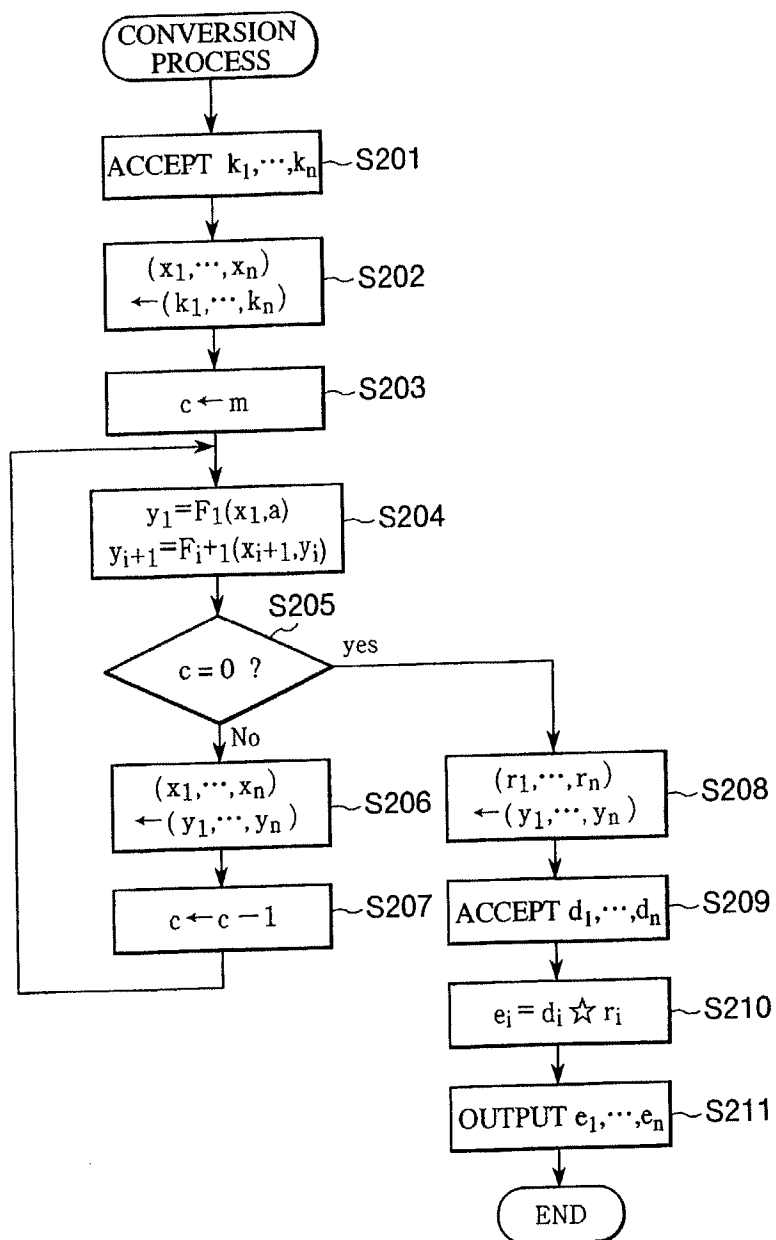 CONVERSION
PROCESS
ACCEPT k₁,⋯,kₙ
S201
(x₁,⋯,xₙ)
←(k₁,⋯,kₙ)
S202
c←m
S203
y₁=F₁(x₁,a)
yᵢ₊₁=Fᵢ+1(xᵢ₊₁,yᵢ)
S204
S205
c=0 ?
yes
No
(x₁,⋯,xₙ)
←(y₁,⋯,yₙ)
S206
c←c−1
S207
(r₁,⋯,rₙ)
←(y₁,⋯,yₙ)
S208
ACCEPT d₁,⋯,dₙ
S209
eᵢ=dᵢ☆rᵢ
S210
OUTPUT e₁,⋯,eₙ
S211
END